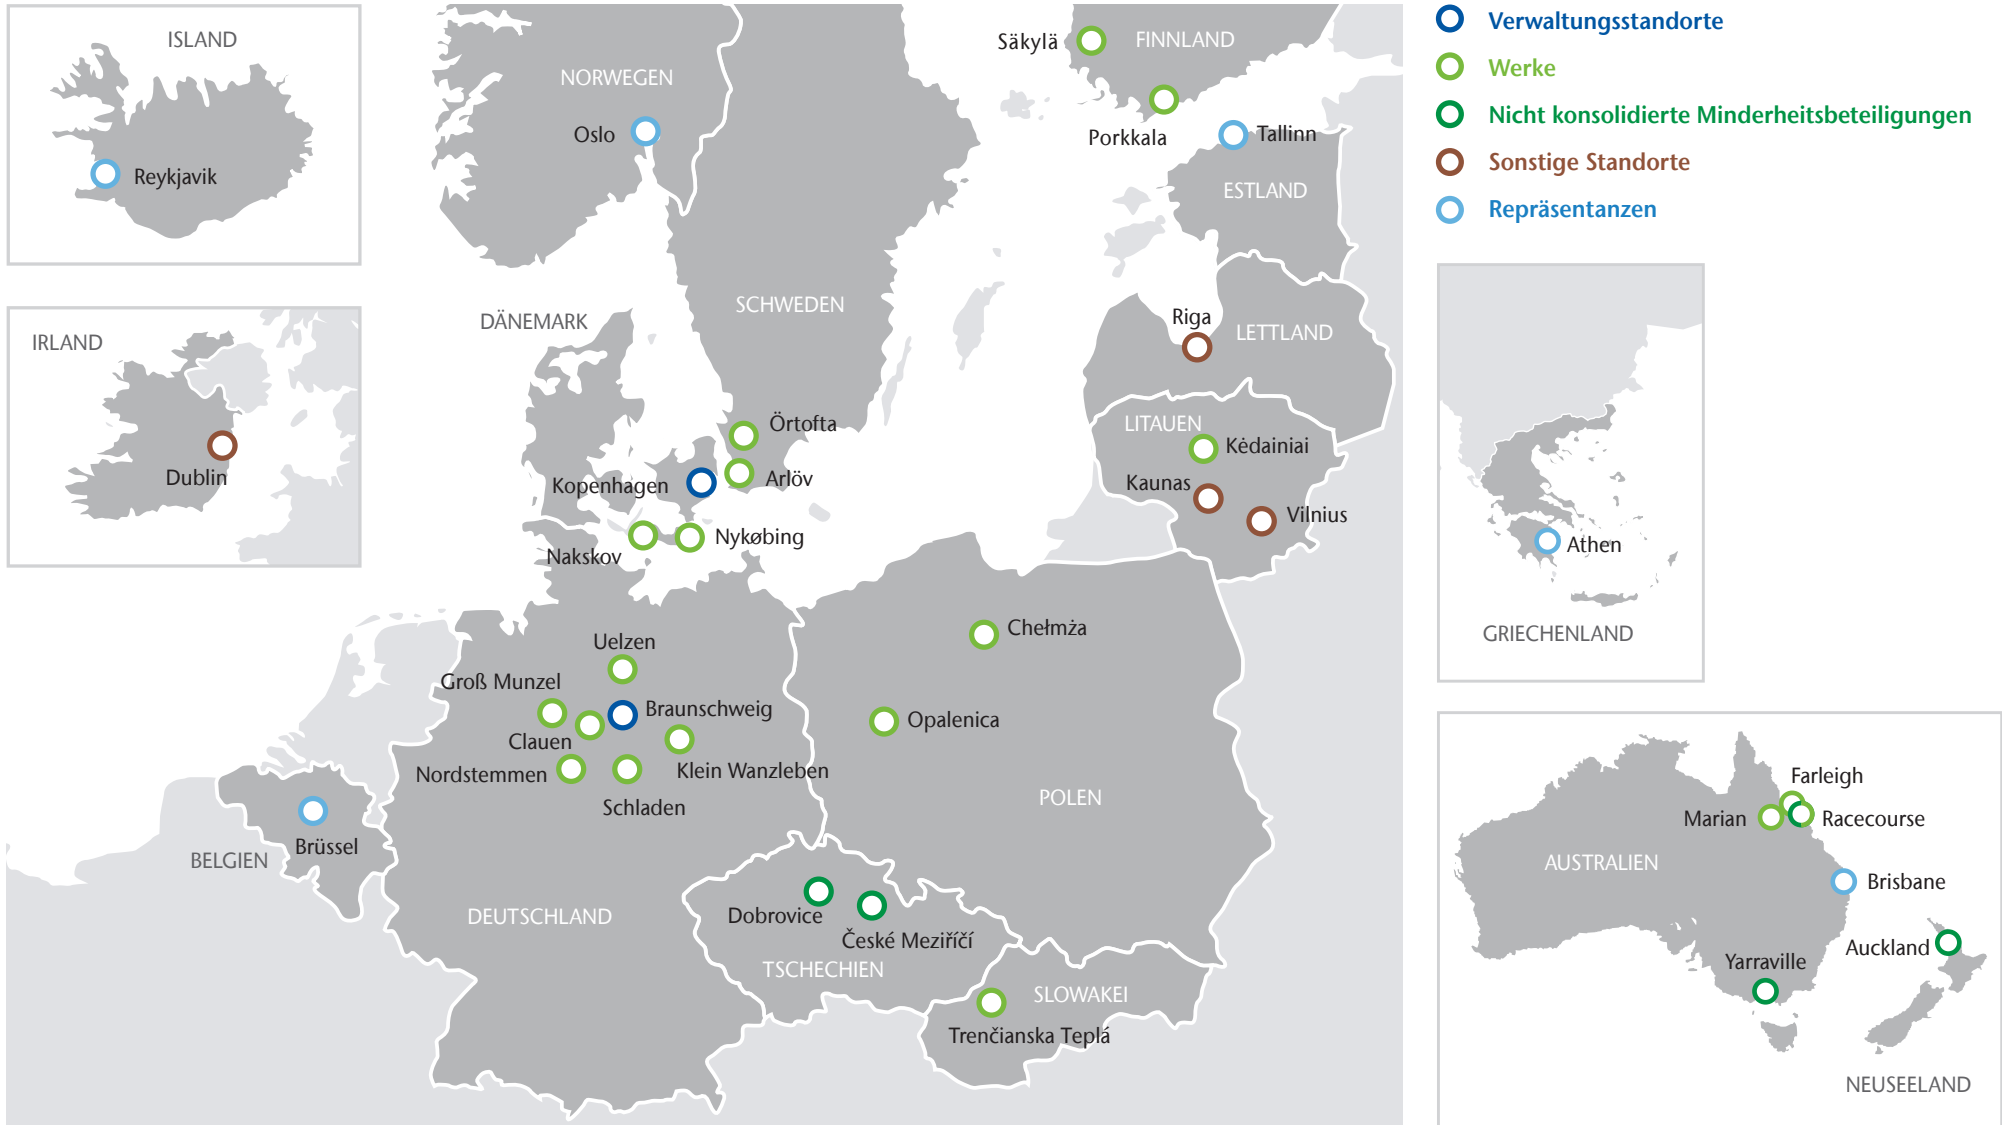 ISLAND
Reykjavik
IRLAND
Dublin
NORWEGEN
Oslo
SCHWEDEN
DÄNEMARK
Örtofta
Arlöv
Kopenhagen
Nykøbing
Nakskov
Säkylä
FINNLAND
Porkkala
Tallinn
ESTLAND
Riga
LETTLAND
LITAUEN
Kėdainiai
Kaunas
Vilnius
Uelzen
Groß Munzel
Braunschweig
Clauen
Nordstemmen
Klein Wanzleben
Schladen
DEUTSCHLAND
Brüssel
BELGIEN
Chełmża
Opalenica
POLEN
Dobrovice
České Meziříčí
TSCHECHIEN
SLOWAKEI
Trenčianska Teplá
Verwaltungsstandorte
Werke
Nicht konsolidierte Minderheitsbeteiligungen
Sonstige Standorte
Repräsentanzen
Athen
GRIECHENLAND
Farleigh
Marian
Racecourse
AUSTRALIEN
Brisbane
Auckland
Yarraville
NEUSEELAND